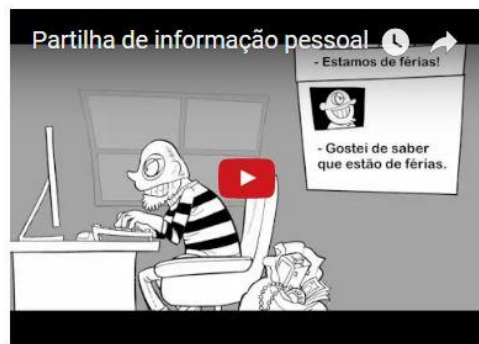 Partilha de informação pessoal
- Estamos de férias!
- Gostei de saber
que estão de férias.